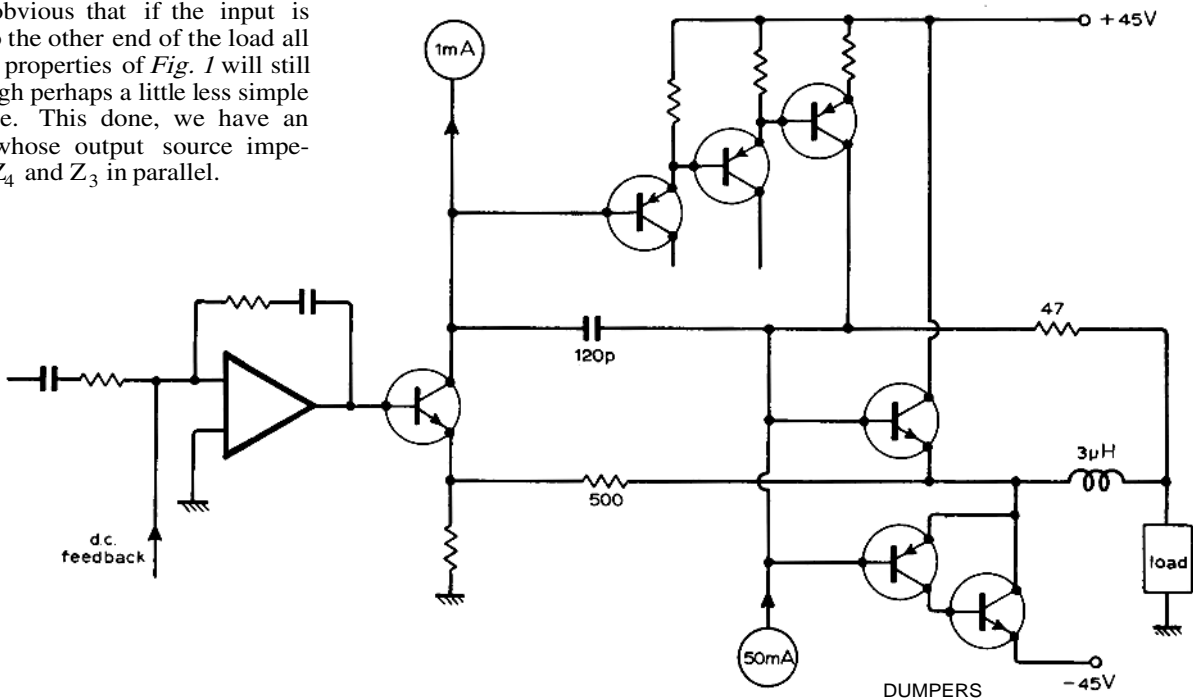 obvious that if the input is
o the other end of the load all
properties of Fig. 1 will still
gh perhaps a little less simple
e. This done, we have an
whose output source impe-
Z4 and Z3 in parallel.
1mA
+45V
47
120p
3μH
500
d.c.
feedback
load
50mA
-45V
DUMPERS